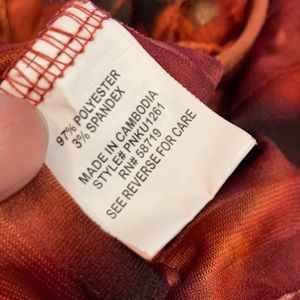 97% POLYESTER
3% SPANDEX
MADE IN CAMBODIA
STYLE# PNKU1261
RN# 58719
SEE REVERSE FOR CARE